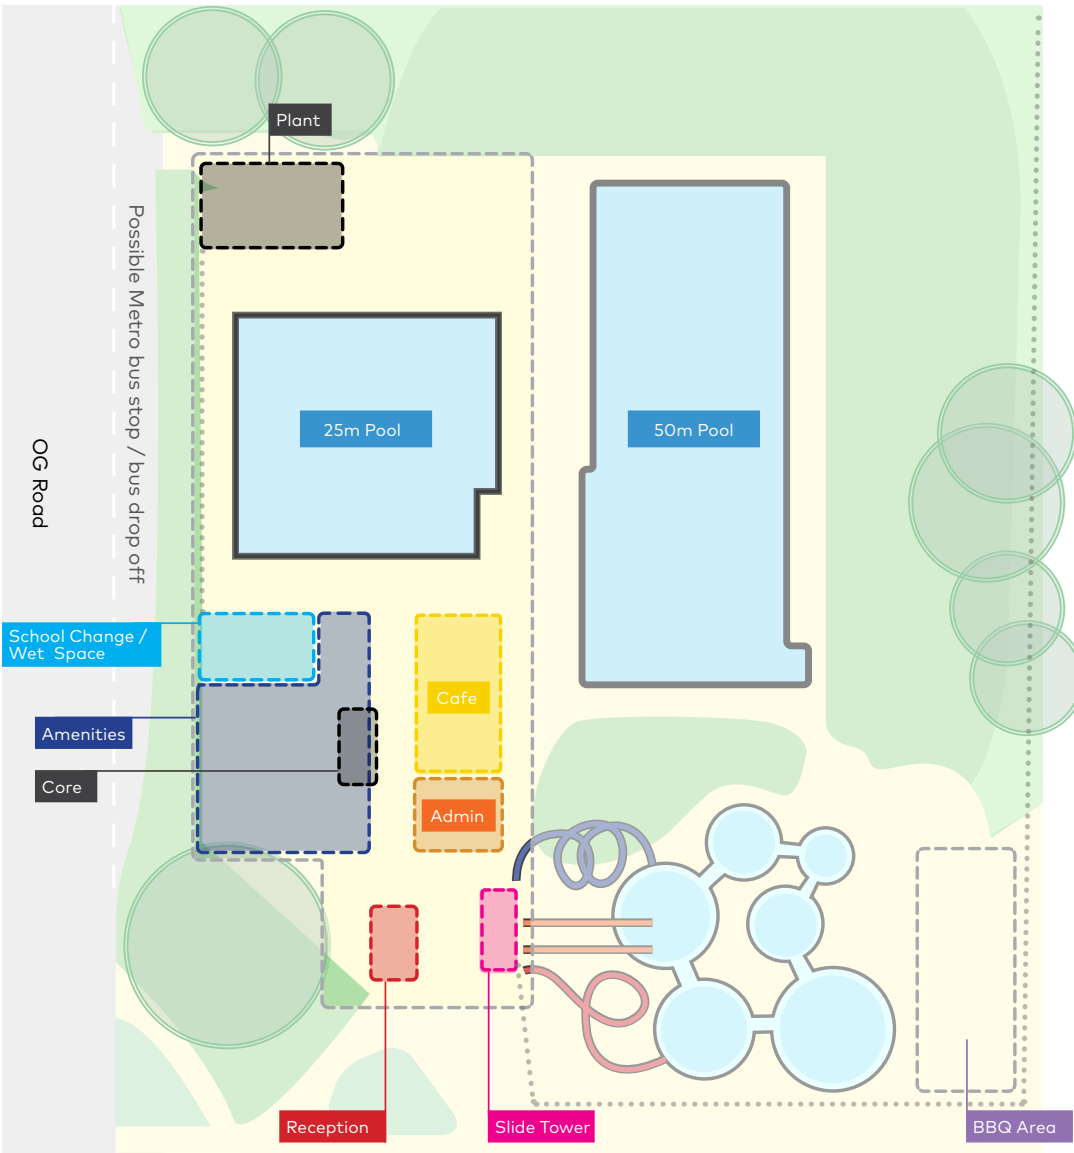 Plant
Possible Metro bus stop / bus drop off
OG Road
25m Pool
50m Pool
School Change /
Wet Space
Cafe
Amenities
Core
Admin
Reception
Slide Tower
BBQ Area